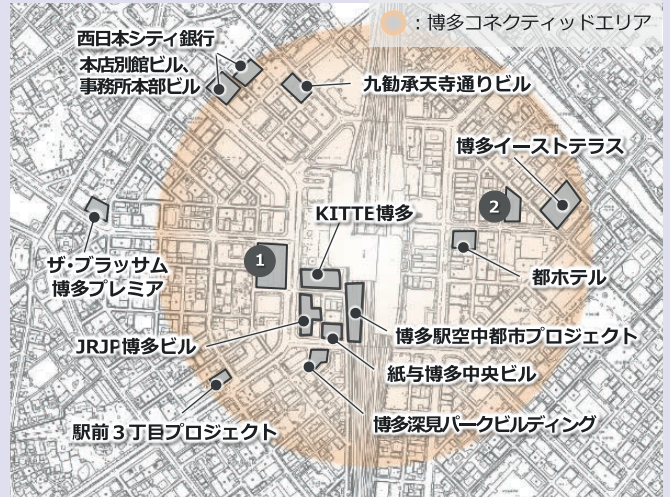 ：博多コネクティッドエリア
西日本シティ銀行
本店別館ビル、
事務所本部ビル
九勧承天寺通りビル
博多イーストテラス
2
KITTE博多
1
ザ・ブラッサム
博多プレミア
都ホテル
JRJP博多ビル
博多駅空中都市プロジェクト
紙与博多中央ビル
駅前３丁目プロジェクト
博多深見パークビルディング